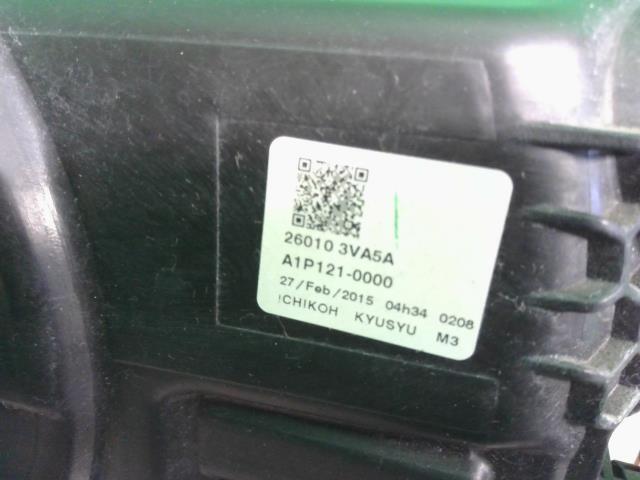 26010 3VA5A
A1P121-0000
27/Feb/2015 04h34 0208
ICHIKOH KYUSYU M3